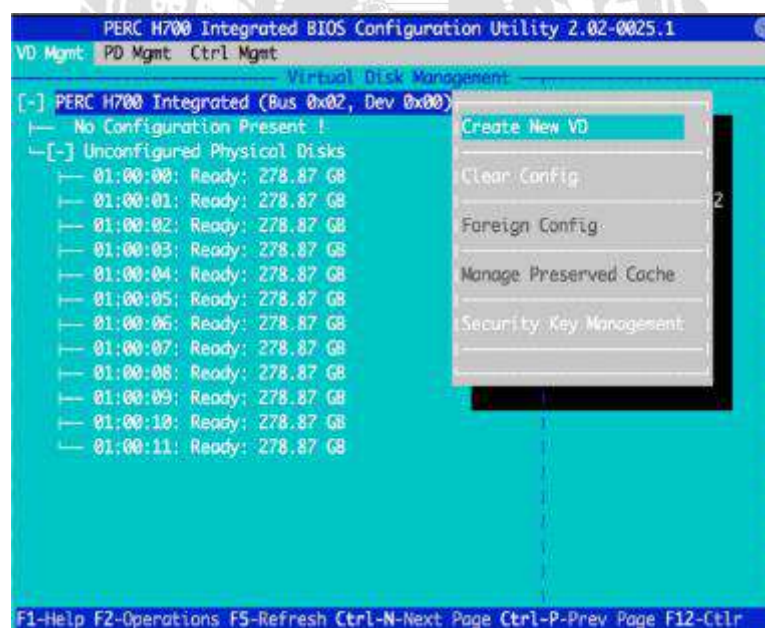 PERC H700 Integrated BIOS Configuration Utility 2.02-0025.1
VD Mgmt PD Mgmt Ctrl Mgmt
Virtual Disk Management
[-] PERC H700 Integrated (Bus 0x02, Dev 0x00)
No Configuration Present !
[-] Unconfigured Physical Disks
01:00:00: Ready: 278.87 GB
01:00:01: Ready: 278.87 GB
01:00:02: Ready: 278.87 GB
01:00:03: Ready: 278.87 GB
01:00:04: Ready: 278.87 GB
01:00:05: Ready: 278.87 GB
01:00:06: Ready: 278.87 GB
01:00:07: Ready: 278.87 GB
01:00:08: Ready: 278.87 GB
01:00:09: Ready: 278.87 GB
01:00:10: Ready: 278.87 GB
01:00:11: Ready: 278.87 GB
Create New VD
Clear Config
2
Foreign Config
Manage Preserved Cache
Security Key Management
F1-Help F2-Operations F5-Refresh Ctrl-N-Next Page Ctrl-P-Prev Page F12-Ctlr